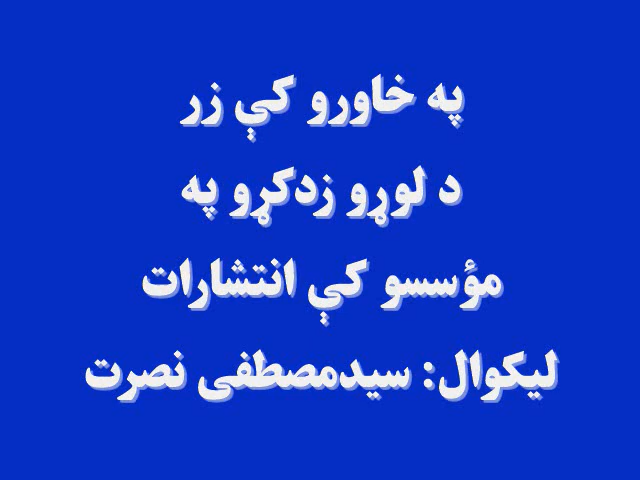 په خاورو کې زر
د لوړو زدکړو په
مؤسسو کې انتشارات
لیکوال: سیدمصطفی نصرت